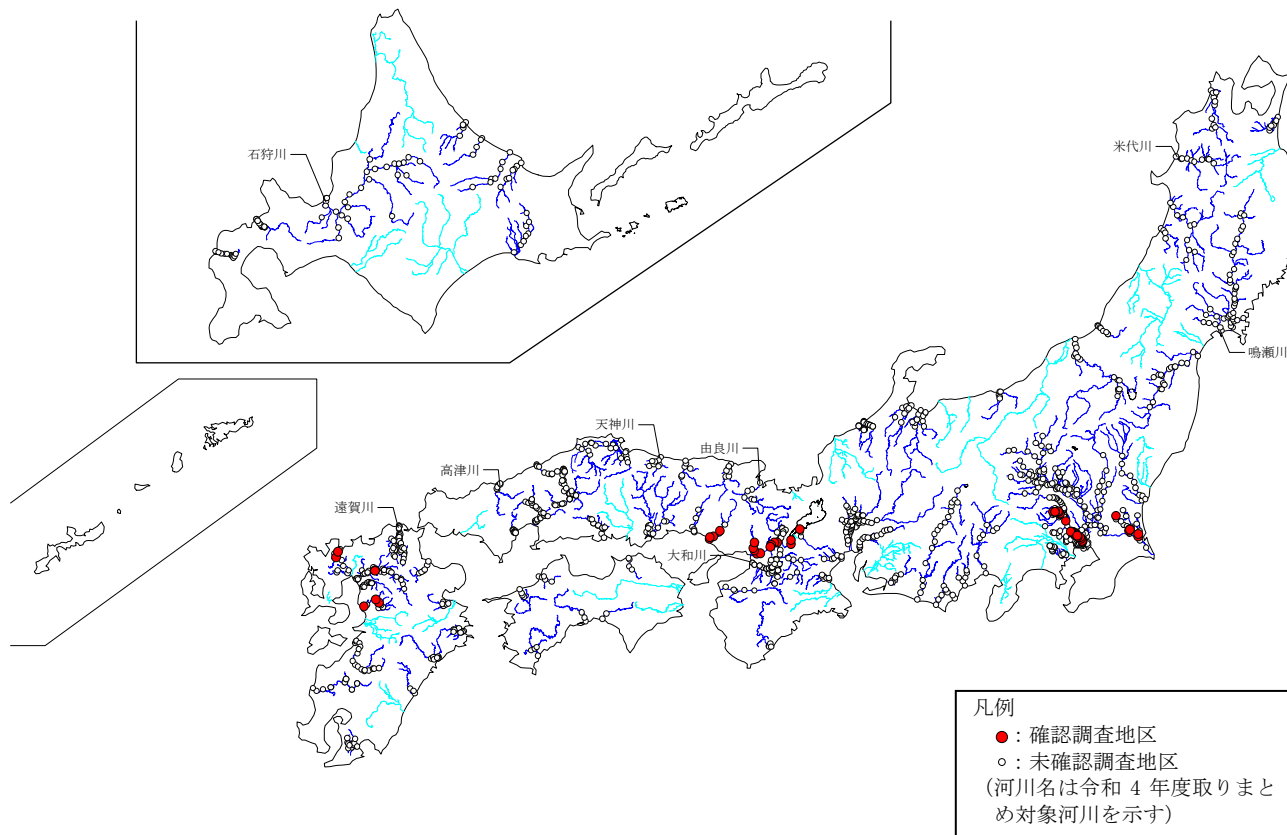 石狩川
米代川
鳴瀬川
天神川
由良川
高津川
遠賀川
大和川
凡例
●：確認調査地区
○：未確認調査地区
(河川名は令和 4 年度取りまと
め対象河川を示す)